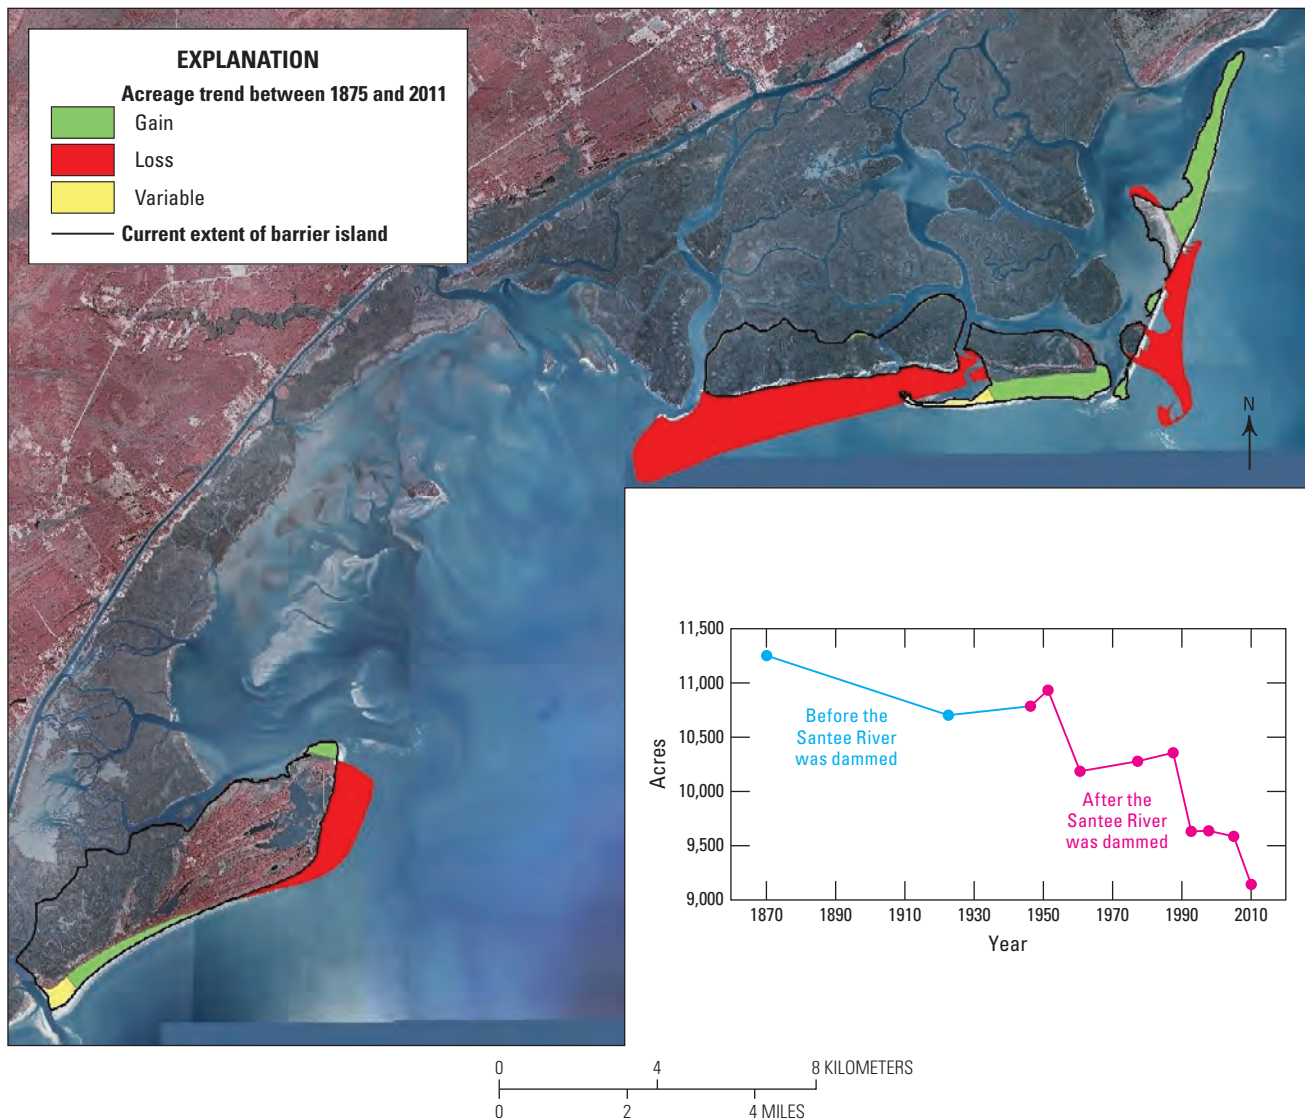 EXPLANATION
Acreage trend between 1875 and 2011
Gain
Loss
Variable
Current extent of barrier island
N
11,500
11,000
10,500
10,000
9,500
9,000
Acres
Before the
Santee River
was dammed
After the
Santee River
was dammed
1870 1890 1910 1930 1950 1970 1990 2010
Year
0 4 8 KILOMETERS
0 2 4 MILES